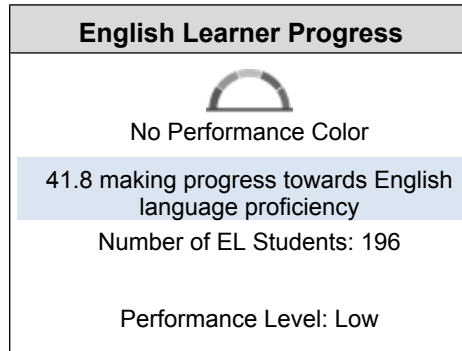 English Learner Progress
No Performance Color
41.8 making progress towards English
language proficiency
Number of EL Students: 196
Performance Level: Low